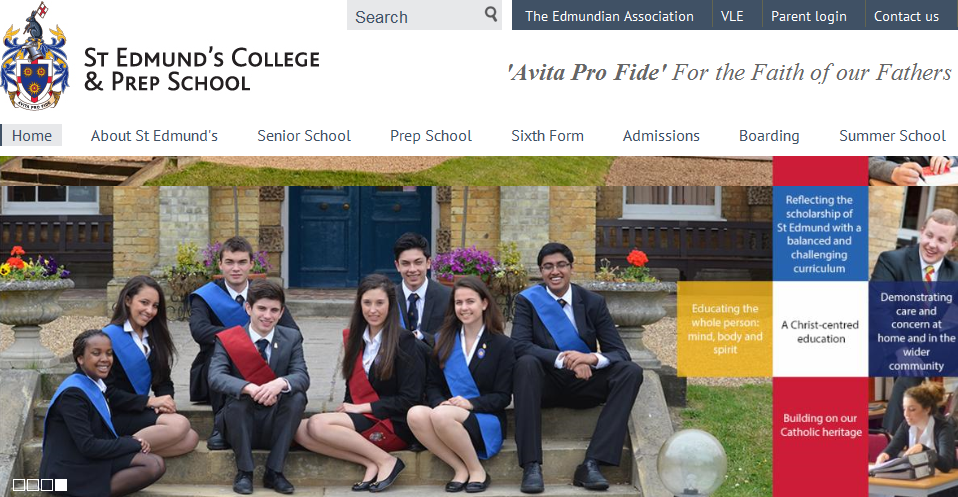 Search
The Edmundian Association
VLE
Parent login
Contact us
ST EDMUND'S COLLEGE
& PREP SCHOOL
AVITA PRO FIDE
'Avita Pro Fide' For the Faith of our Fathers
Home
About St Edmund's
Senior School
Prep School
Sixth Form
Admissions
Boarding
Summer School
Reflecting the
scholarship of
St Edmund with a
balanced and
challenging
curriculum
Educating the
whole person:
mind, body and
spirit
A Christ-centred
education
Demonstrating
care and
concern at
home and in the
wider
community
Building on our
Catholic heritage